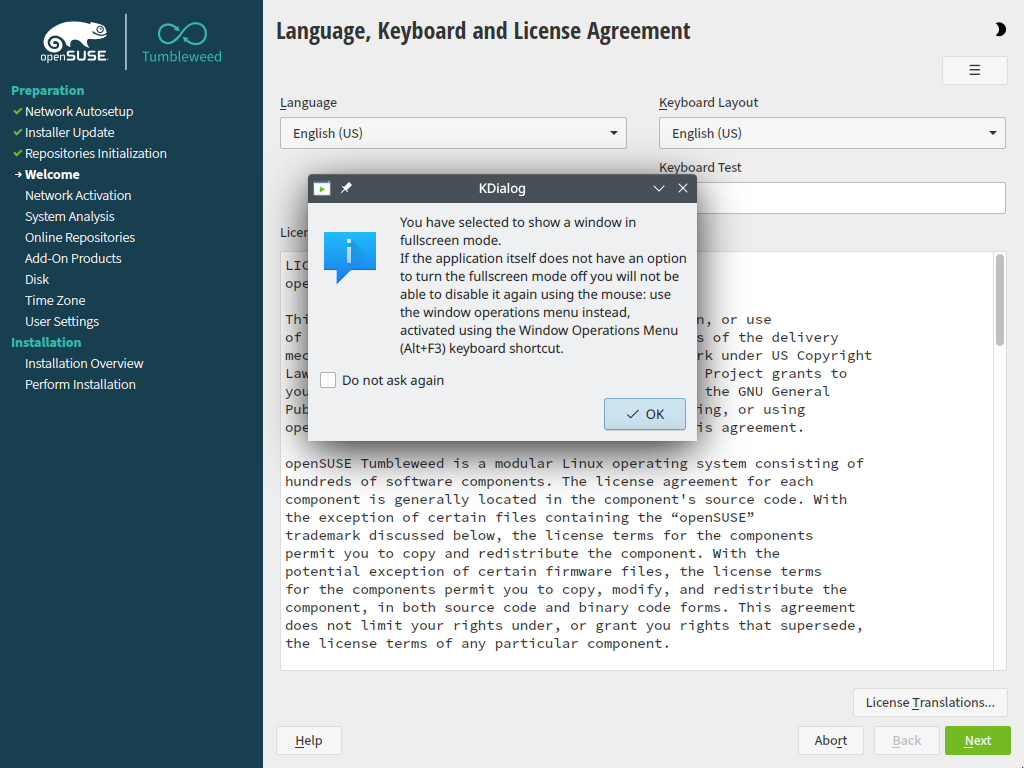 openSUSE
Tumbleweed
Preparation
Network Autosetup
Installer Update
Repositories Initialization
Welcome
Network Activation
System Analysis
Online Repositories
Add-On Products
Disk
Time Zone
User Settings
Installation
Installation Overview
Perform Installation
Language, Keyboard and License Agreement
Language
Keyboard Layout
English (US)
English (US)
Keyboard Test
KDialog
You have selected to show a window in
fullscreen mode.
If the application itself does not have an option
to turn the fullscreen mode off you will not be
able to disable it again using the mouse: use
the window operations menu instead,
activated using the Window Operations Menu
(Alt+F3) keyboard shortcut.
Do not ask again
OK
or use
of
s of the delivery
rk under US Copyright
Law
Project grants to
you
the GNU General
or using
is agreement.
openSUSE Tumbleweed is a modular Linux operating system consisting of
hundreds of software components. The license agreement for each
component is generally located in the component's source code. With
the exception of certain files containing the “openSUSE”
trademark discussed below, the license terms for the components
permit you to copy and redistribute the component. With the
potential exception of certain firmware files, the license terms
for the components permit you to copy, modify, and redistribute the
component, in both source code and binary code forms. This agreement
does not limit your rights under, or grant you rights that supersede,
the license terms of any particular component.
License Translations...
Help
Abort
Back
Next